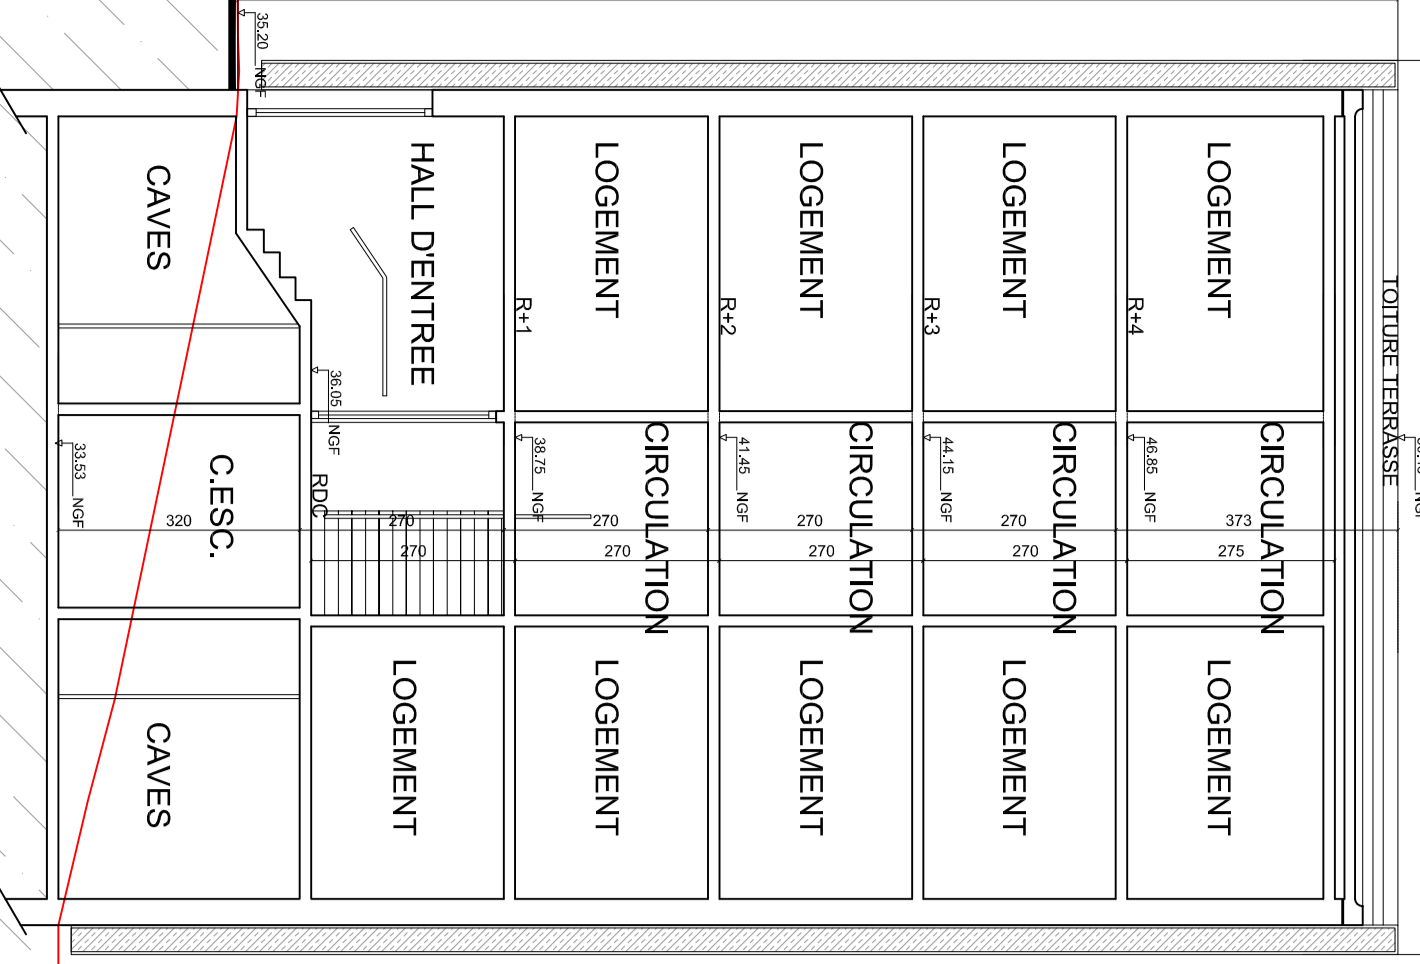 TOITURE TERRASSE
NGF
LOGEMENT
CIRCULATION
LOGEMENT
R+4
46.85 NGF
373
275
LOGEMENT
CIRCULATION
LOGEMENT
R+3
44.15 NGF
270
270
LOGEMENT
CIRCULATION
LOGEMENT
R+2
41.45 NGF
270
270
LOGEMENT
CIRCULATION
LOGEMENT
R+1
38.75 NGF
270
270
HALL D'ENTREE
LOGEMENT
36.05 NGF
RDC
270
270
35.20 NGF
C.ESC.
CAVES
CAVES
320
33.53 NGF